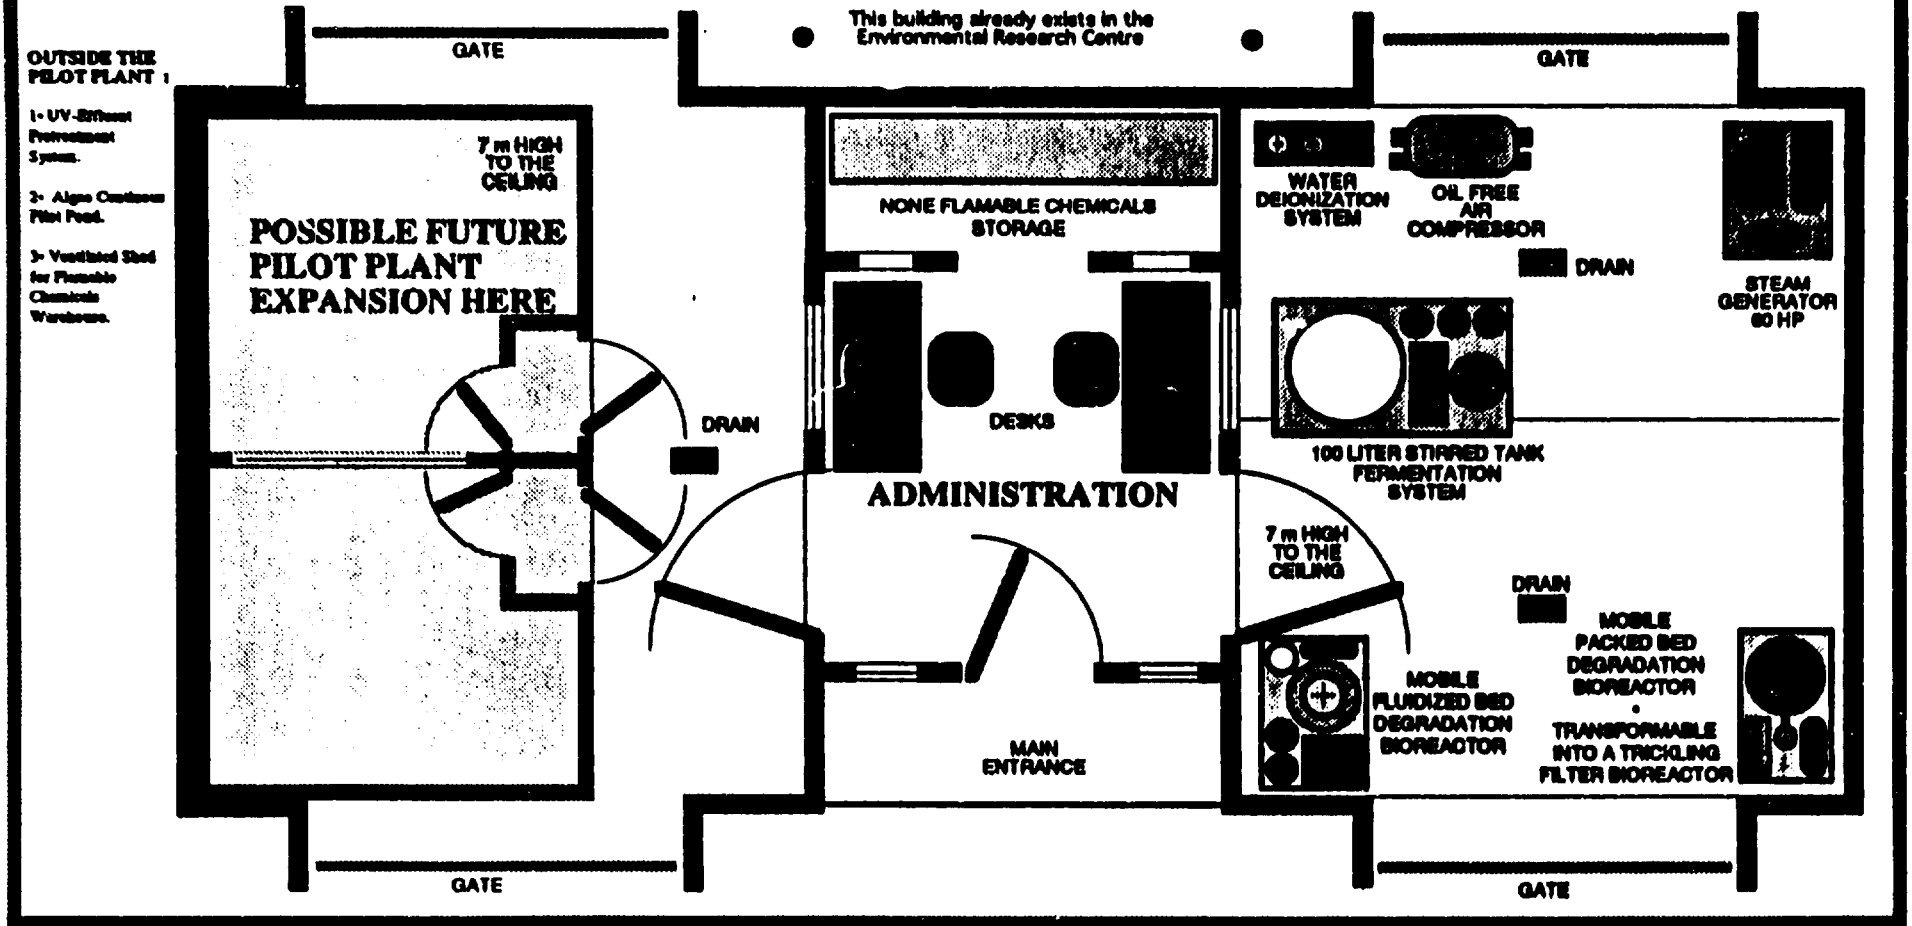 This building already exists in the
Environmental Research Centre
GATE
GATE
OUTSIDE THE
PILOT PLANT :
1- UV-Effluent
Pretreatment
System.
2- Algae Continuous
Pilot Pond.
3- Ventilated Shed
for Flamable
Chemicals
Warehouse.
7 m HIGH
TO THE
CEILING
POSSIBLE FUTURE
PILOT PLANT
EXPANSION HERE
NONE FLAMABLE CHEMICALS
STORAGE
WATER
DEIONIZATION
SYSTEM
OIL FREE
AIR
COMPRESSOR
DRAIN
STEAM
GENERATOR
60 HP
DRAIN
DESKS
100 LITER STIRRED TANK
FERMENTATION
SYSTEM
ADMINISTRATION
7 m HIGH
TO THE
CEILING
DRAIN
MOBILE
PACKED BED
DEGRADATION
BIOREACTOR
•
TRANSFORMABLE
INTO A TRICKLING
FILTER BIOREACTOR
MOBILE
FLUIDIZED BED
DEGRADATION
BIOREACTOR
MAIN
ENTRANCE
GATE
GATE